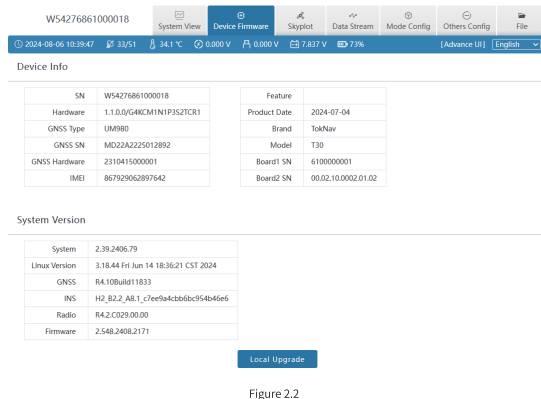 W54276861000018
System View
Device Firmware
Skyplot
Data Stream
Mode Config
Others Config
File
2024-08-06 10:39:47 33/51 34.1 ℃ 0.000 V 0.000 V 7.837 V 73% [Advance UI] English
Device Info
SN W54276861000018
Hardware 1.1.0.0/G4KCM1N1P3S2TCR1
GNSS Type UM980
GNSS SN MD22A2225012892
GNSS Hardware 2310415000001
IMEI 867929062897642
Feature
Product Date 2024-07-04
Brand TokNav
Model T30
Board1 SN 6100000001
Board2 SN 00.02.10.0002.01.02
System Version
System 2.39.2406.79
Linux Version 3.18.44 Fri Jun 14 18:36:21 CST 2024
GNSS R4.10Build11833
INS H2_B2.2_A8.1_c7ee9a4cbb6bc954b46e6
Radio R4.2.C029.00.00
Firmware 2.548.2408.2171
Local Upgrade
Figure 2.2